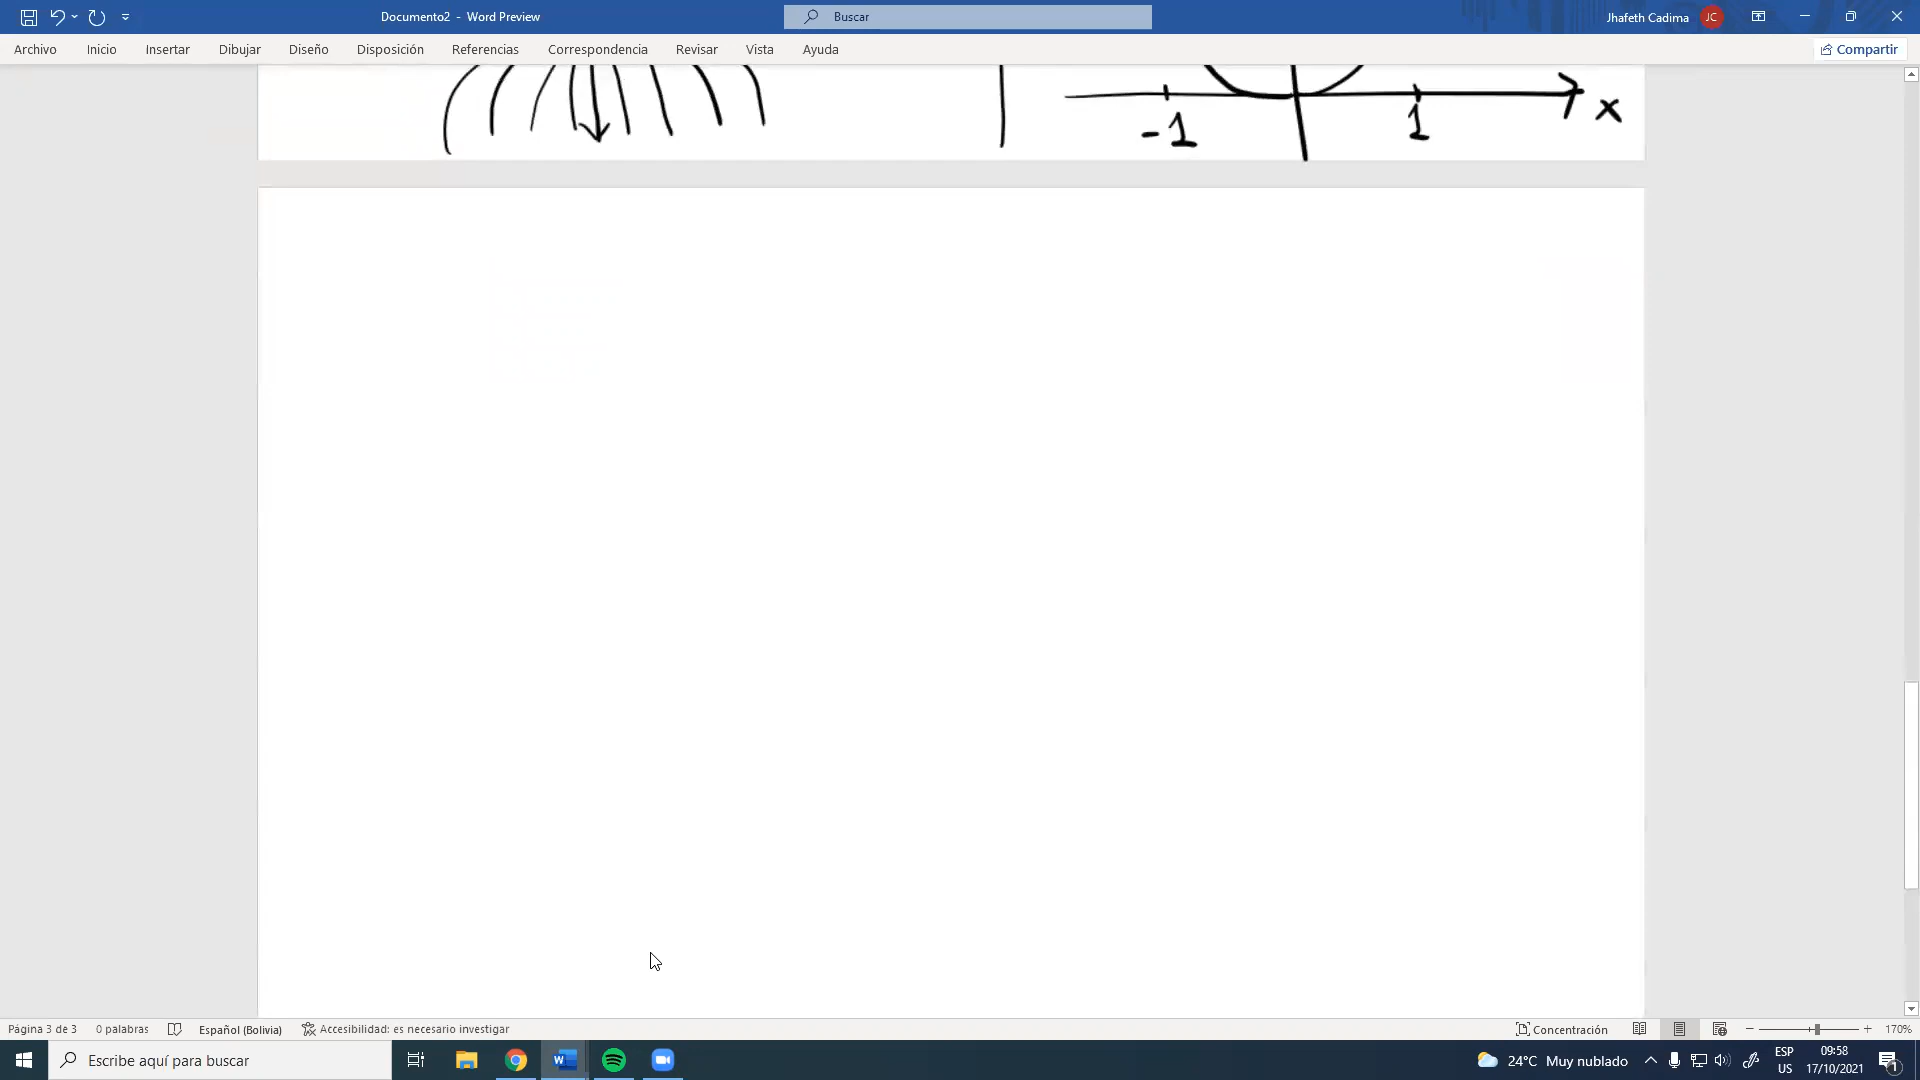 Documento2 - Word Preview
Buscar
Jhafeth Cadima
JC
Archivo
Inicio
Insertar
Dibujar
Diseño
Disposición
Referencias
Correspondencia
Revisar
Vista
Ayuda
Compartir
-1
1
x
Página 3 de 3
0 palabras
Español (Bolivia)
Accesibilidad: es necesario investigar
Concentración
170%
Escribe aquí para buscar
24°C Muy nublado
ESP
US
09:58
17/10/2021
1